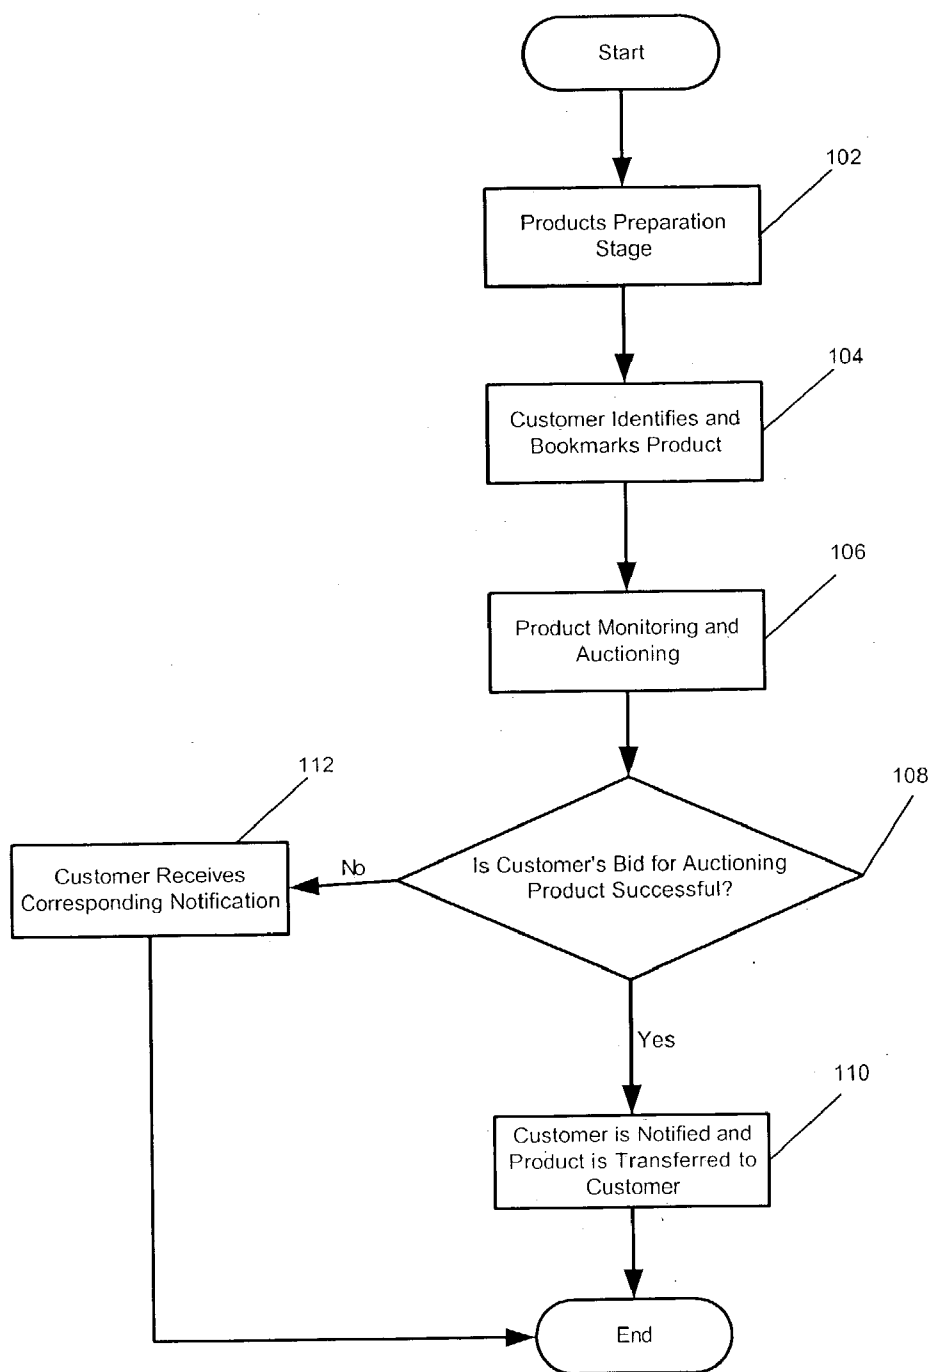 Start
102
Products Preparation
Stage
104
Customer Identifies and
Bookmarks Product
106
Product Monitoring and
Auctioning
108
Is Customer's Bid for Auctioning
Product Successful?
No
112
Customer Receives
Corresponding Notification
Yes
110
Customer is Notified and
Product is Transferred to
Customer
End